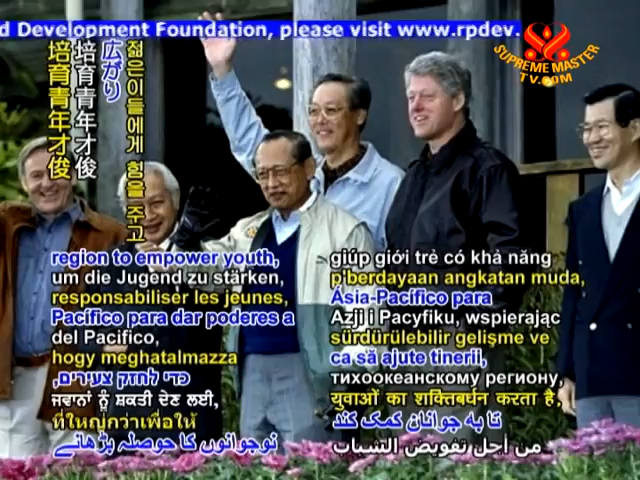 d Development Foundation, please visit www.rpdev.
SUPREME MASTER
TV.COM
젊은이들에게 힘을 주고
広がり
培育青年才俊
培育青年才俊
region to empower youth,
um die Jugend zu stärken,
responsabiliser les jeunes,
Pacífico para dar poderes a
del Pacifico,
hogy meghatalmazza
כדי לחזק צעירים,
ਜਵਾਨਾਂ ਨੂੰ ਸ਼ਕਤੀ ਦੇਣ ਲਈ,
ที่ใหญ่กว่าเพื่อให้
نوجوانوں کا حوصلہ بڑھانے
giúp giới trẻ có khả năng
p'berdayaan angkatan muda,
Ásia-Pacífico para
Azji i Pacyfiku, wspierając
sürdürülebilir gelişme ve
ca să ajute tinerii,
тихоокеанскому региону,
युवाओं का शक्तिबर्धन करता है,
تا به جوانان کمک کند
من أجل تفويض الشباب